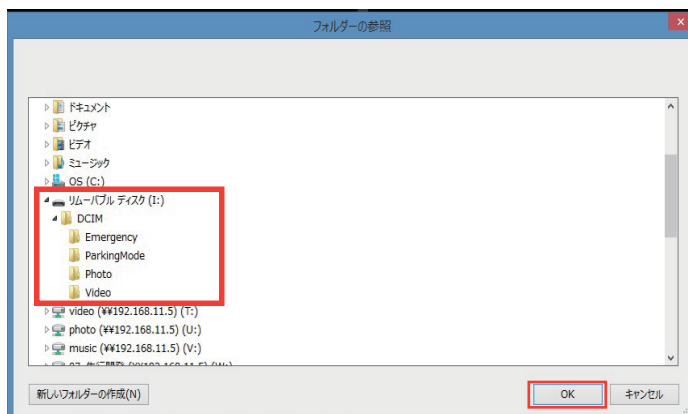 フォルダーの参照
ドキュメント
ピクチャ
ビデオ
ミュージック
OS (C:)
リムーバブル ディスク (I:)
DCIM
Emergency
ParkingMode
Photo
Video
video (¥¥192.168.11.5) (T:)
photo (¥¥192.168.11.5) (U:)
music (¥¥192.168.11.5) (V:)
新しいフォルダーの作成(N)
OK
キャンセル